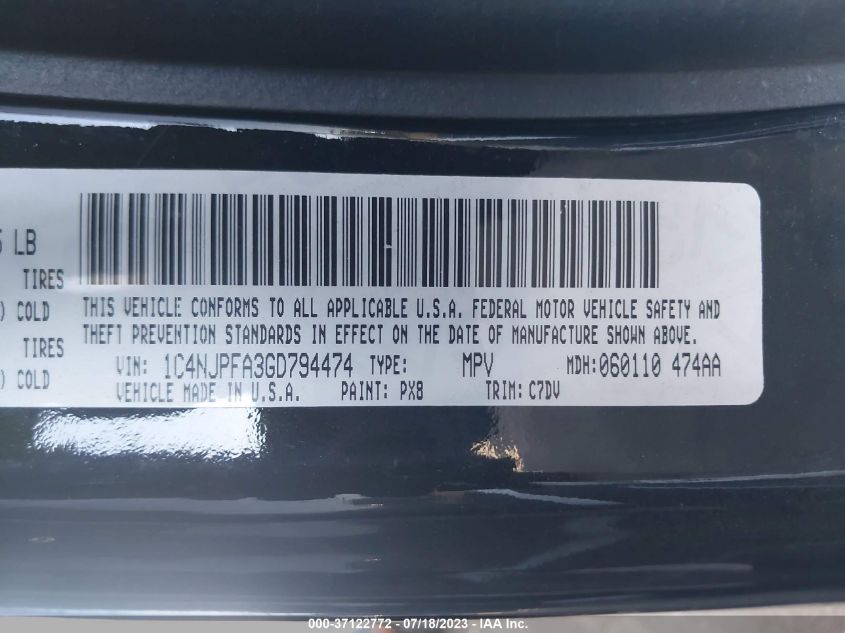 5 LB
TIRES
) COLD
TIRES
) COLD
THIS VEHICLE CONFORMS TO ALL APPLICABLE U.S.A. FEDERAL MOTOR VEHICLE SAFETY AND
THEFT PREVENTION STANDARDS IN EFFECT ON THE DATE OF MANUFACTURE SHOWN ABOVE.
VIN: 1C4NJPFA3GD794474 TYPE: MPV MDH:060110 474AA
VEHICLE MADE IN U.S.A. PAINT: PX8 TRIM: C7DV
000-37122772 - 07/18/2023 - IAA Inc.